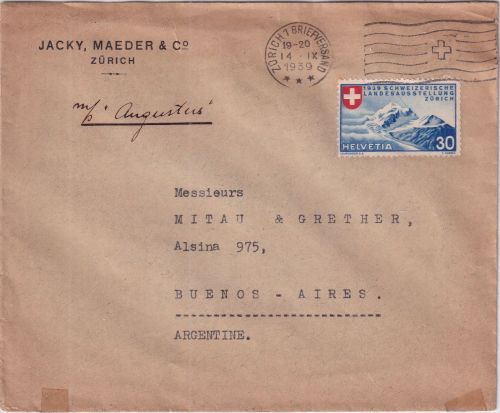 JACKY, MAEDER & Co
ZÜRICH
ZÜRICH 1 BRIEFVERSAND
19-20
14 · IX
1939
m/s "Augustus"
1939 SCHWEIZERISCHE
LANDESAUSSTELLUNG
ZÜRICH
30
HELVETIA
Messieurs
MITAU & GRETHER,
Alsina 975,
BUENOS - AIRES.
ARGENTINE.